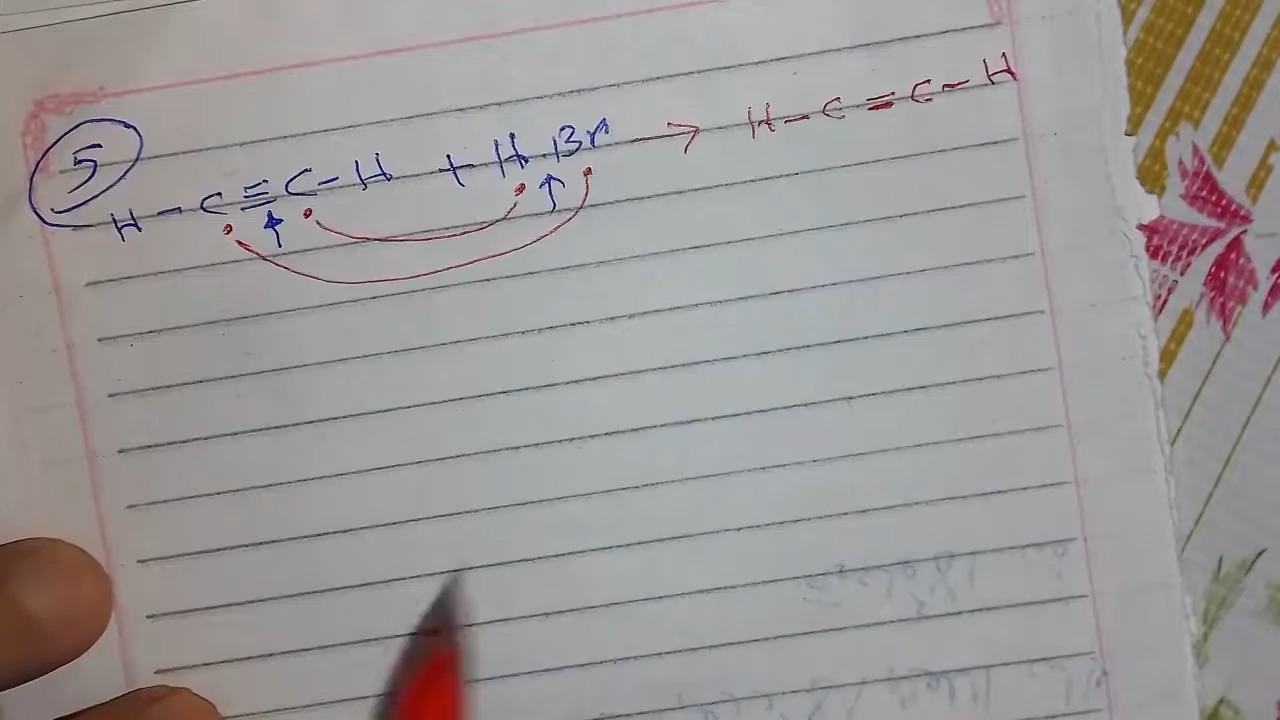 5
H - C ≡ C - H + H Br → H - C = C - H